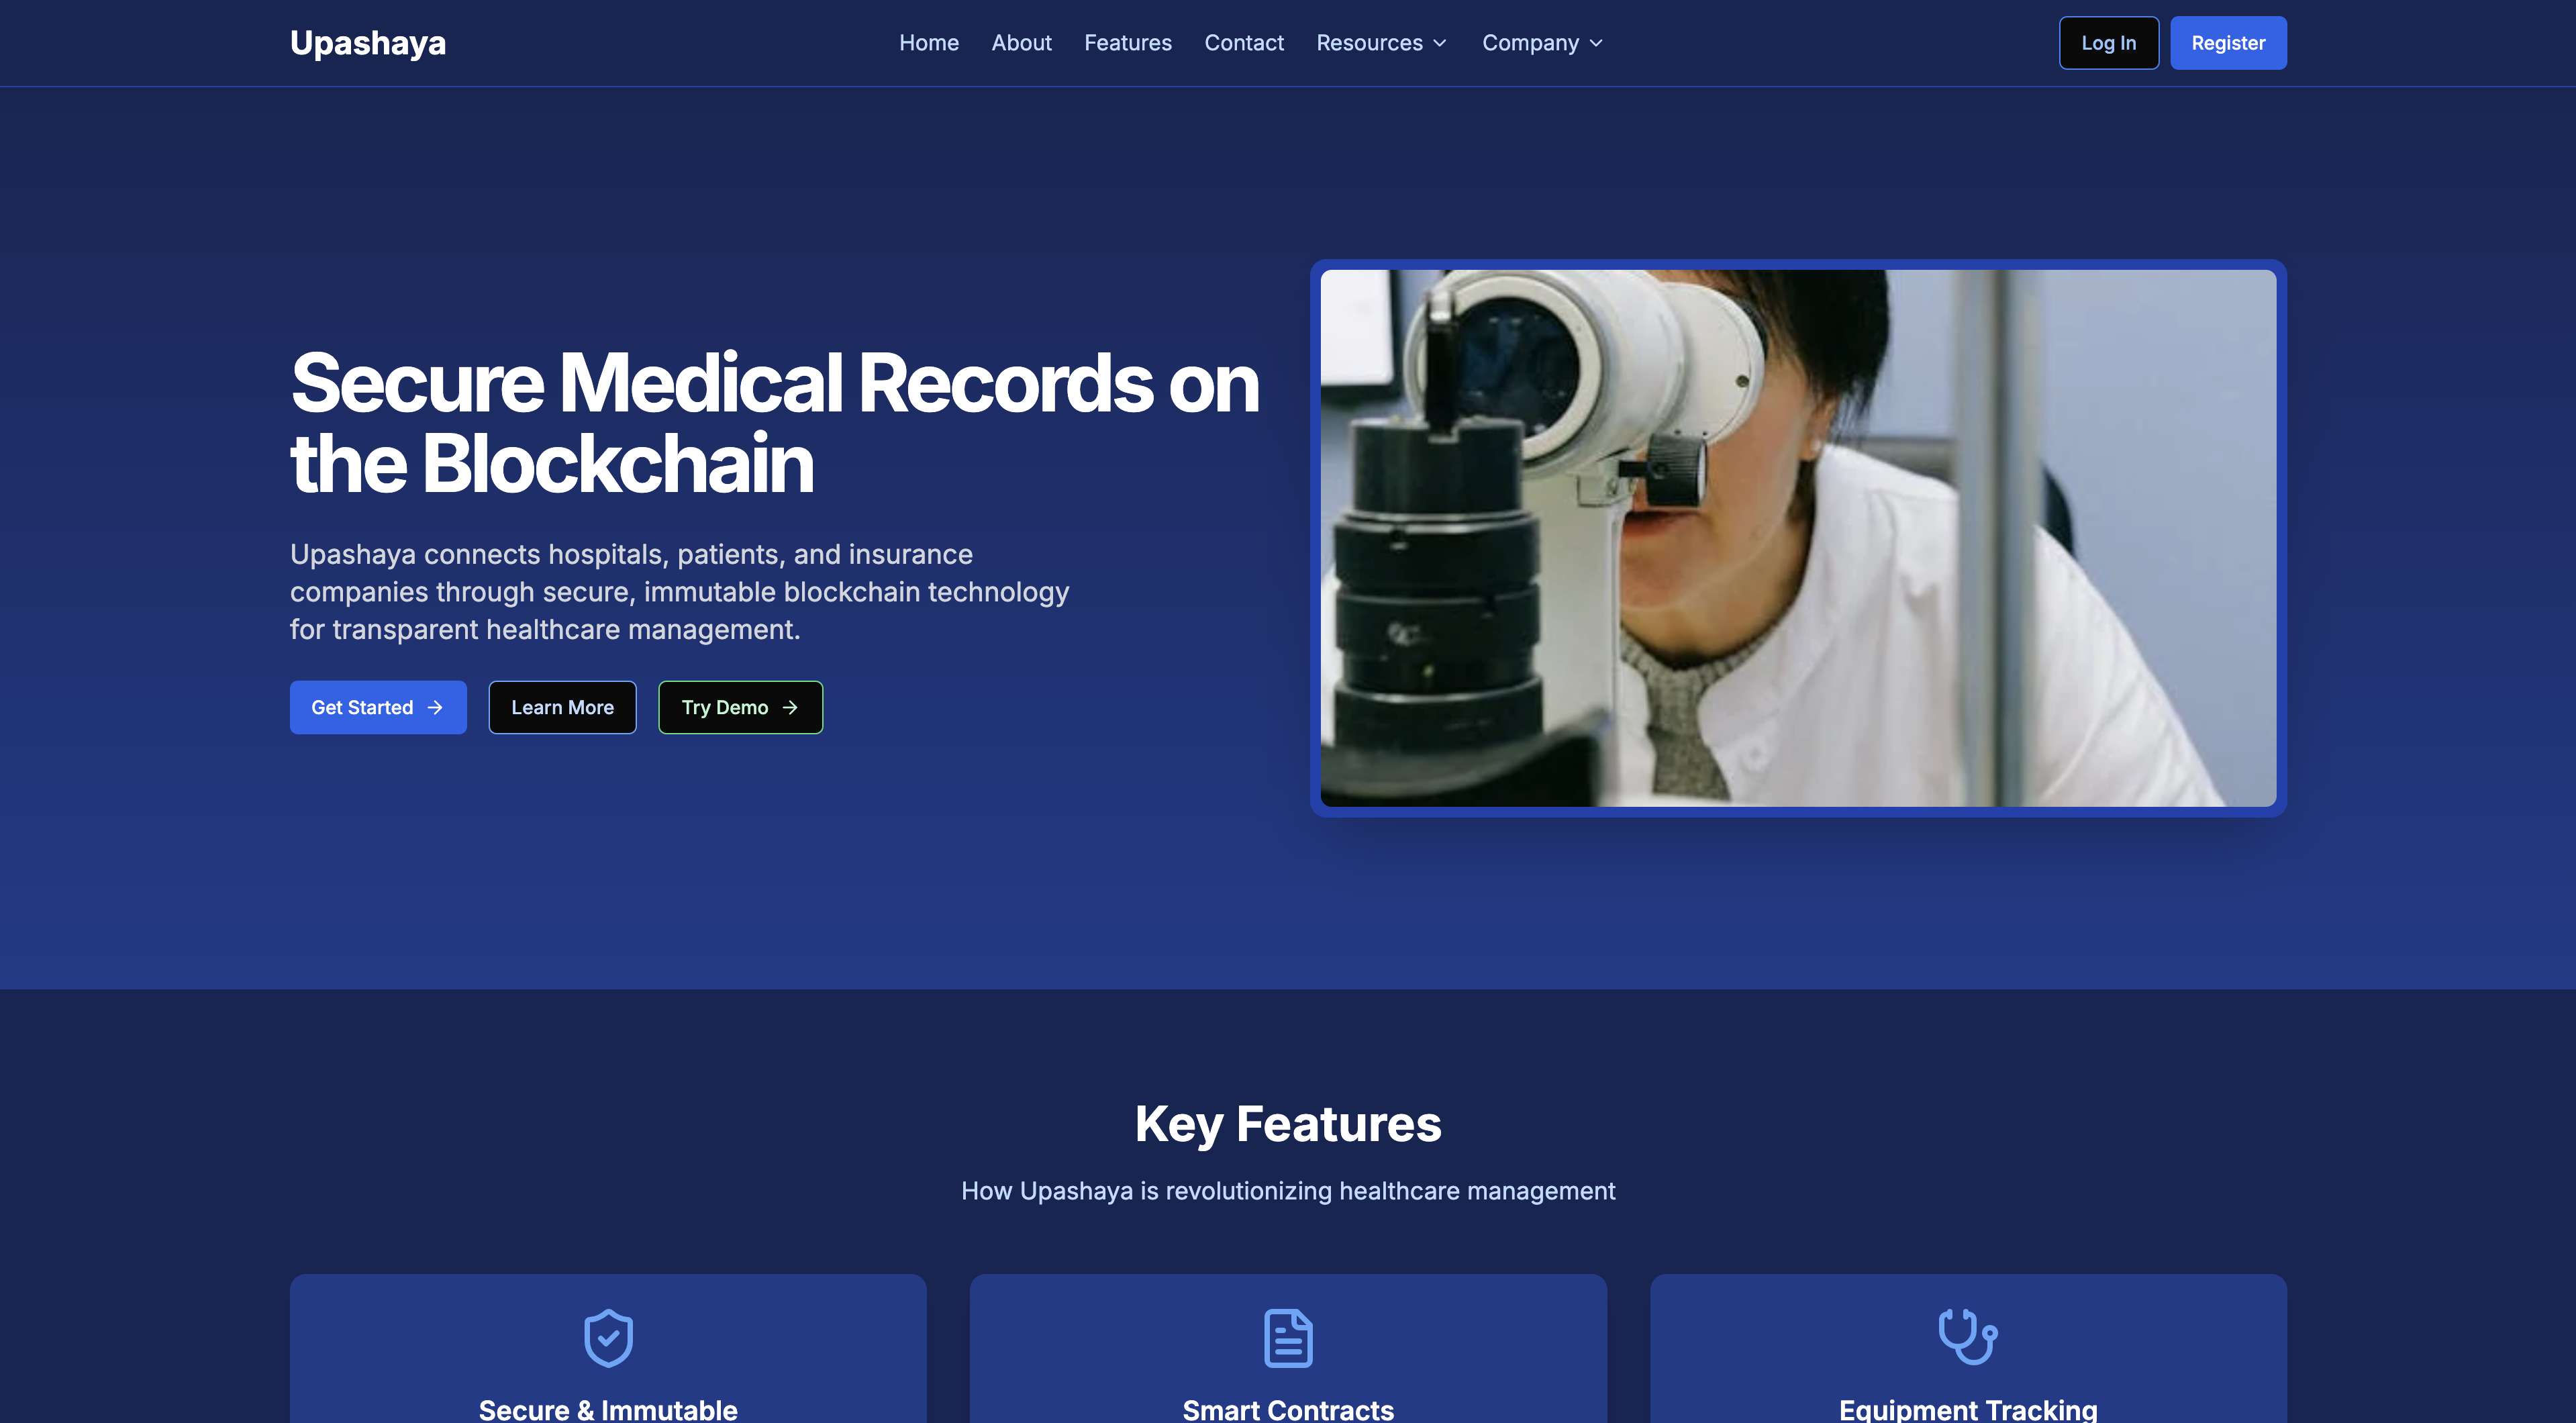 Upashaya
Home About Features Contact Resources Company
Log In Register
Secure Medical Records on
the Blockchain
Upashaya connects hospitals, patients, and insurance
companies through secure, immutable blockchain technology
for transparent healthcare management.
Get Started Learn More Try Demo
Key Features
How Upashaya is revolutionizing healthcare management
Secure & Immutable
Smart Contracts
Equipment Tracking